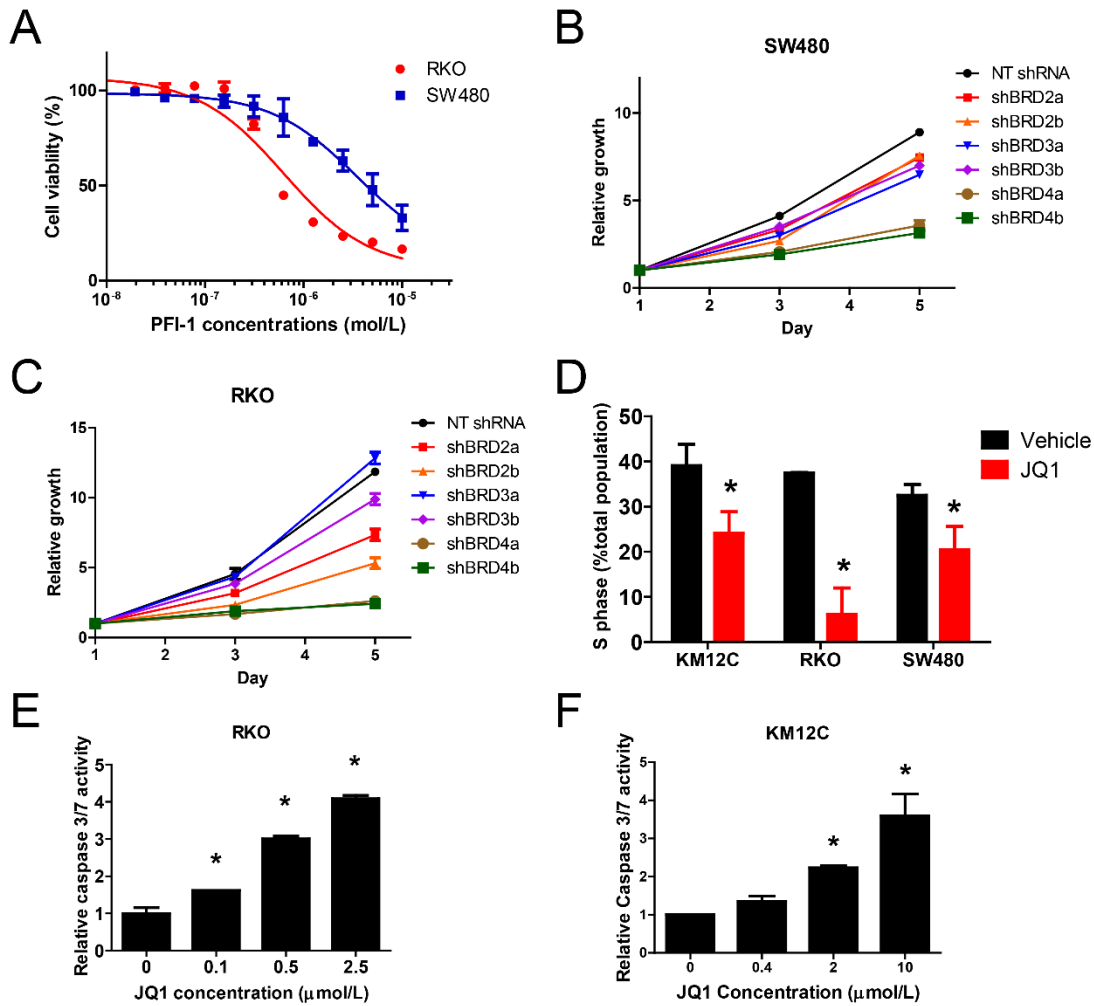 A
RKO
SW480
Cell viablilty (%)
100
50
0
10-8
10-7
10-6
10-5
PFI-1 concentrations (mol/L)
B
SW480
Relative growth
10
5
0
1
2
3
4
5
Day
NT shRNA
shBRD2a
shBRD2b
shBRD3a
shBRD3b
shBRD4a
shBRD4b
C
RKO
Relative growth
15
10
5
0
1
2
3
4
5
Day
NT shRNA
shBRD2a
shBRD2b
shBRD3a
shBRD3b
shBRD4a
shBRD4b
D
S phase (%total population)
50
40
30
20
10
0
* * *
KM12C
RKO
SW480
Vehicle
JQ1
E
RKO
Relative caspase 3/7 activity
5
4
3
2
1
0
* * *
0
0.1
0.5
2.5
JQ1 concentration (μmol/L)
F
KM12C
Relative Caspase 3/7 activity
5
4
3
2
1
0
* *
0
0.4
2
10
JQ1 Concentration (μmol/L)